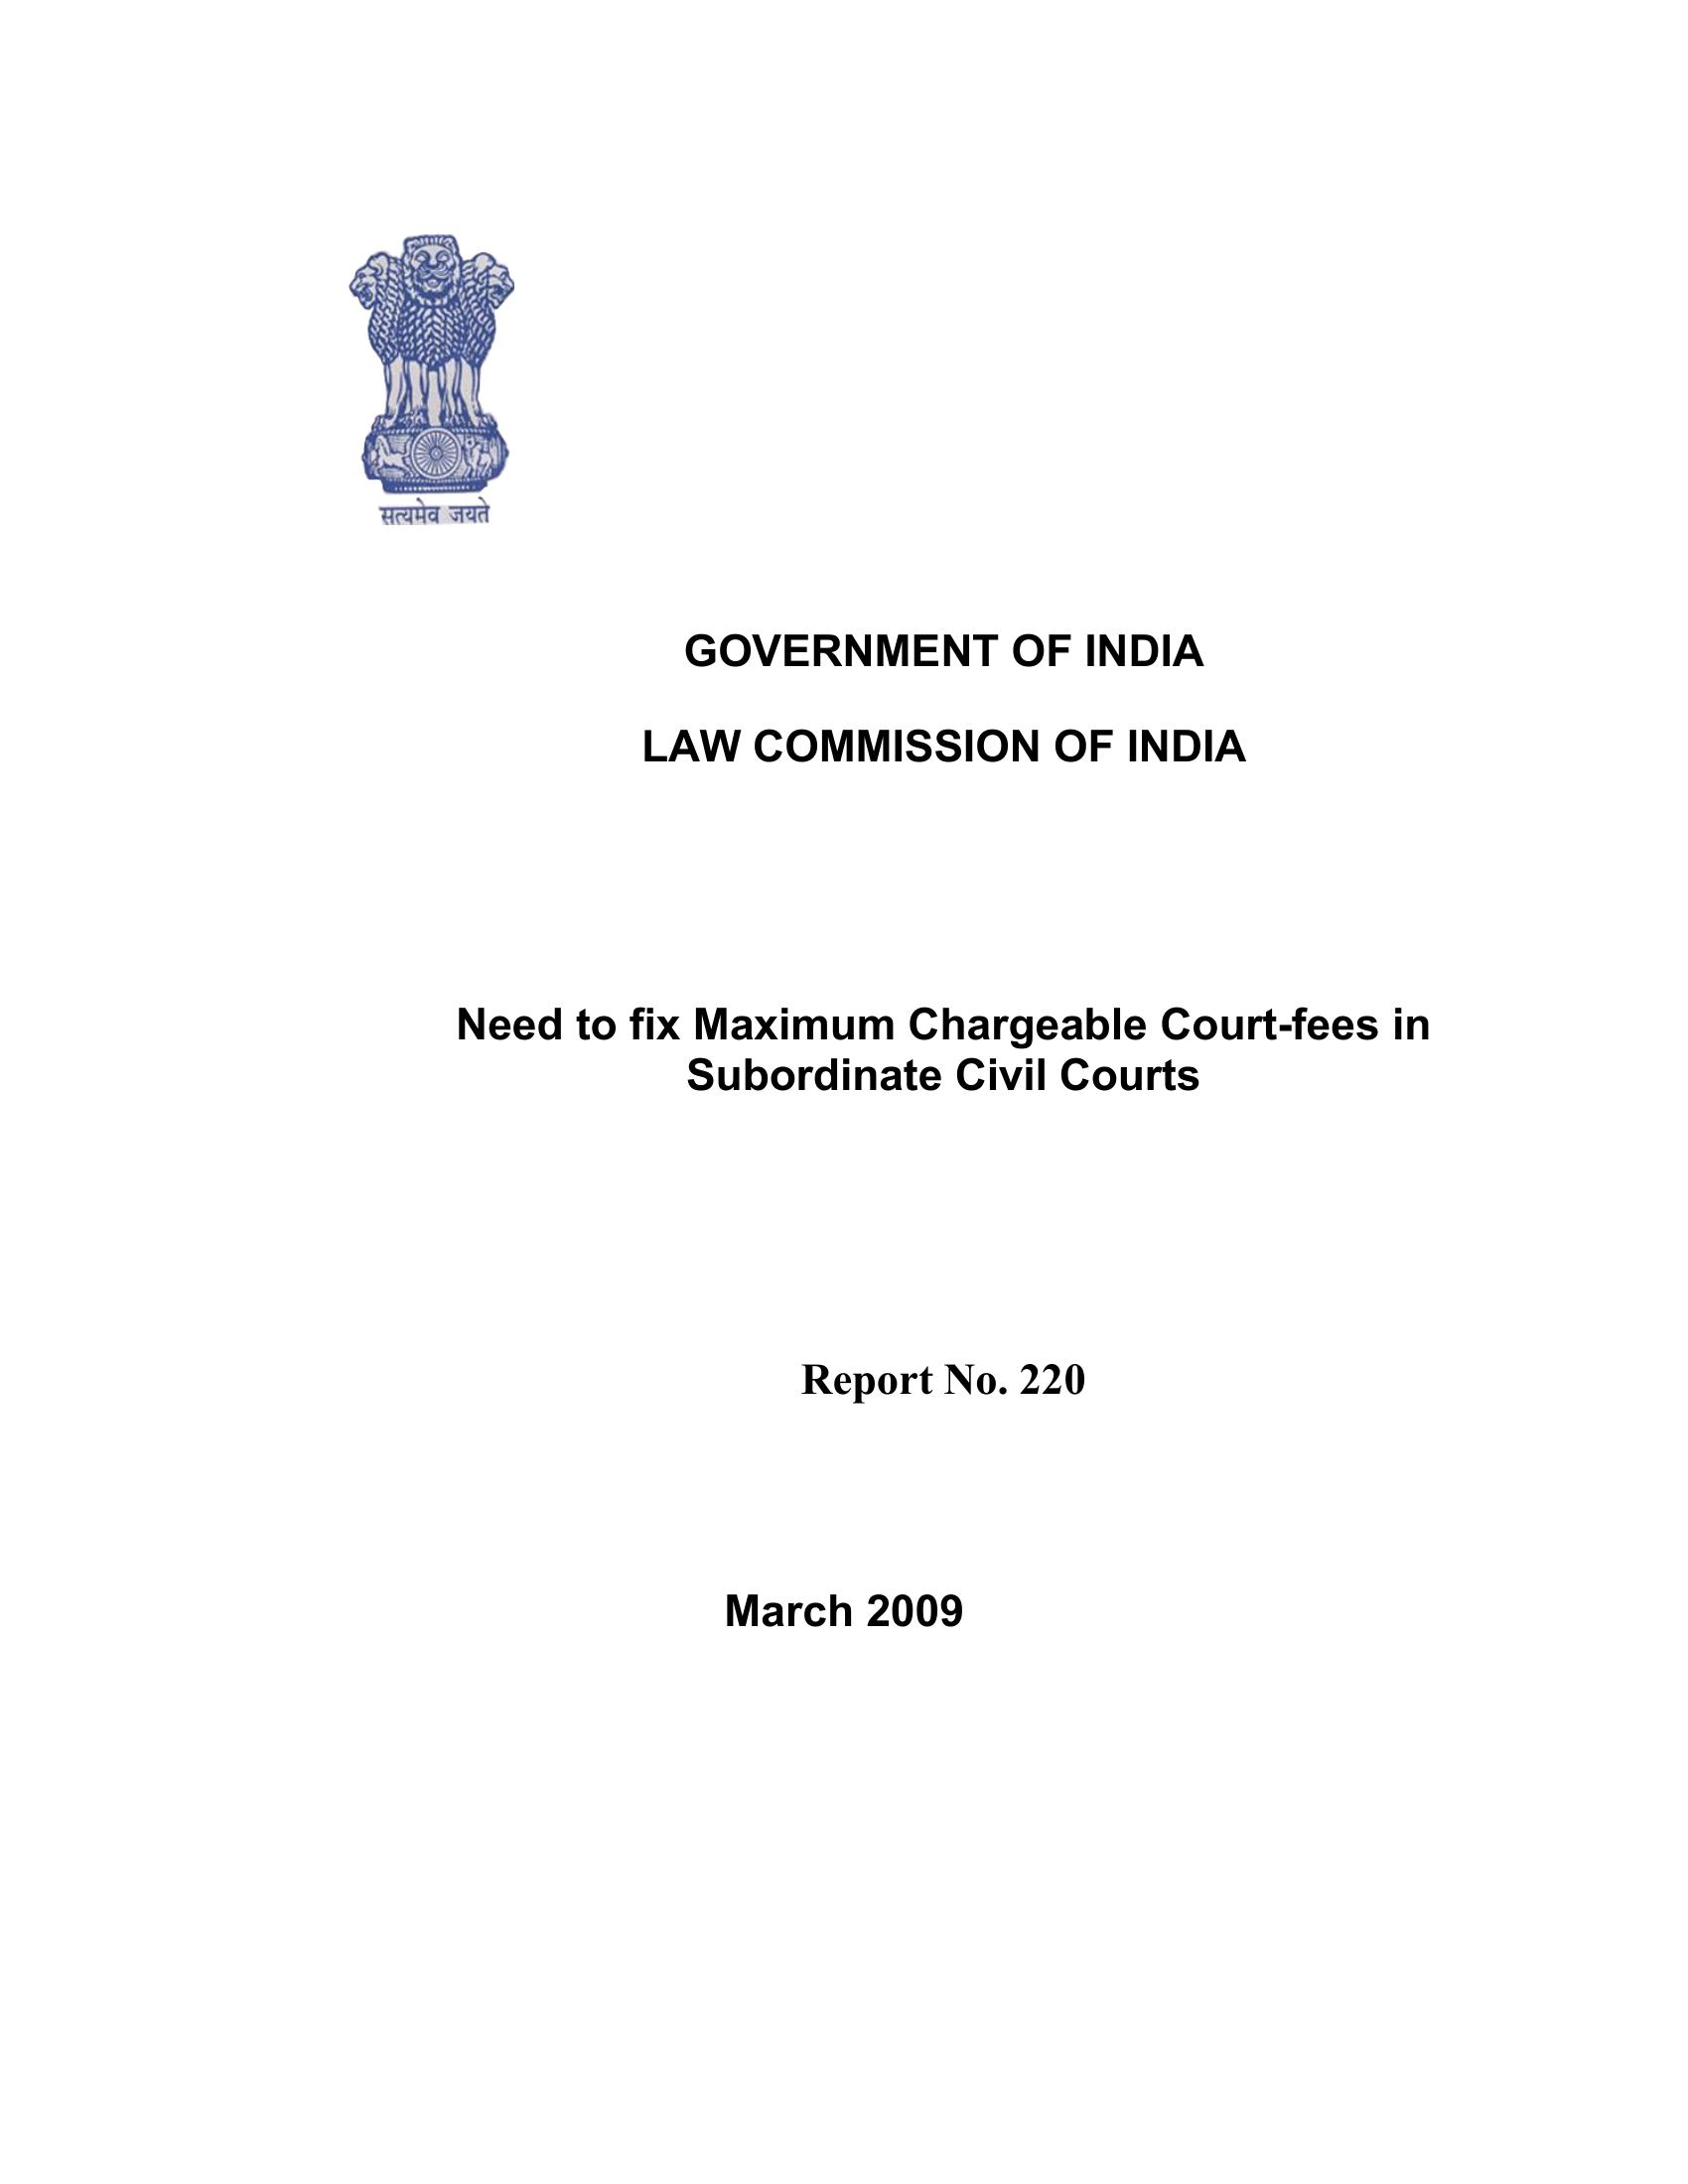 सत्यमेव जयते
GOVERNMENT OF INDIA
LAW COMMISSION OF INDIA
Need to fix Maximum Chargeable Court-fees in
Subordinate Civil Courts
Report No. 220
March 2009